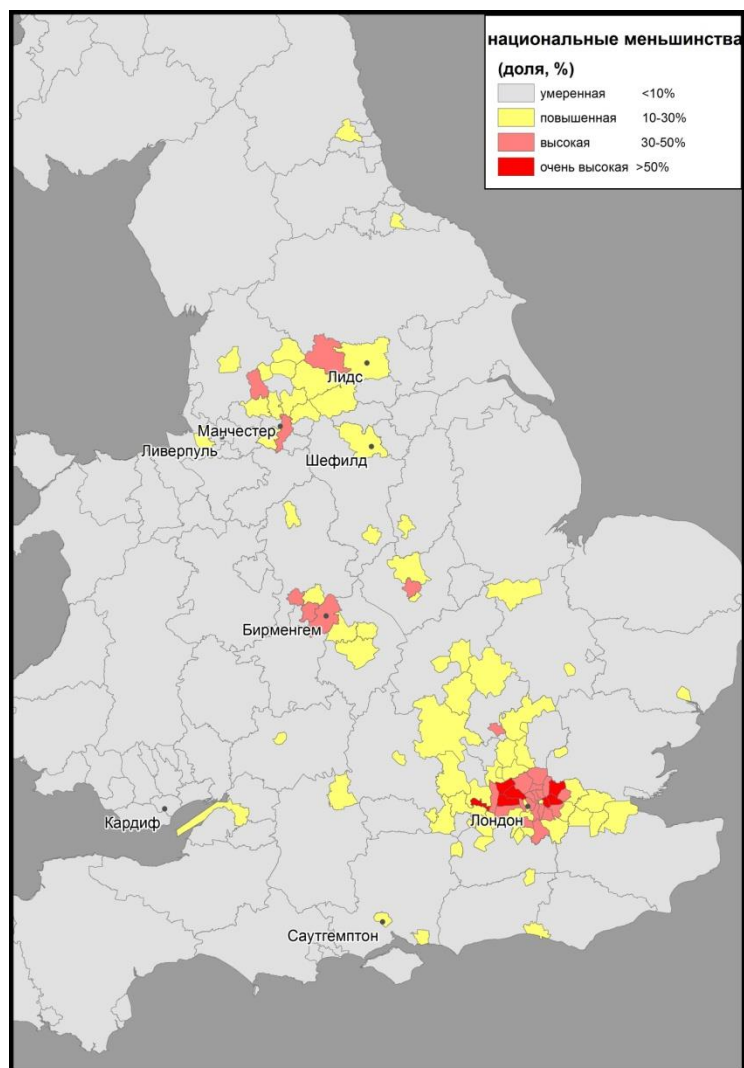 национальные меньшинства
(доля, %)
умеренная <10%
повышенная 10-30%
высокая 30-50%
очень высокая >50%
Лидс
Манчестер
Ливерпуль
Шефилд
Бирменгем
Кардиф
Лондон
Саутгемптон